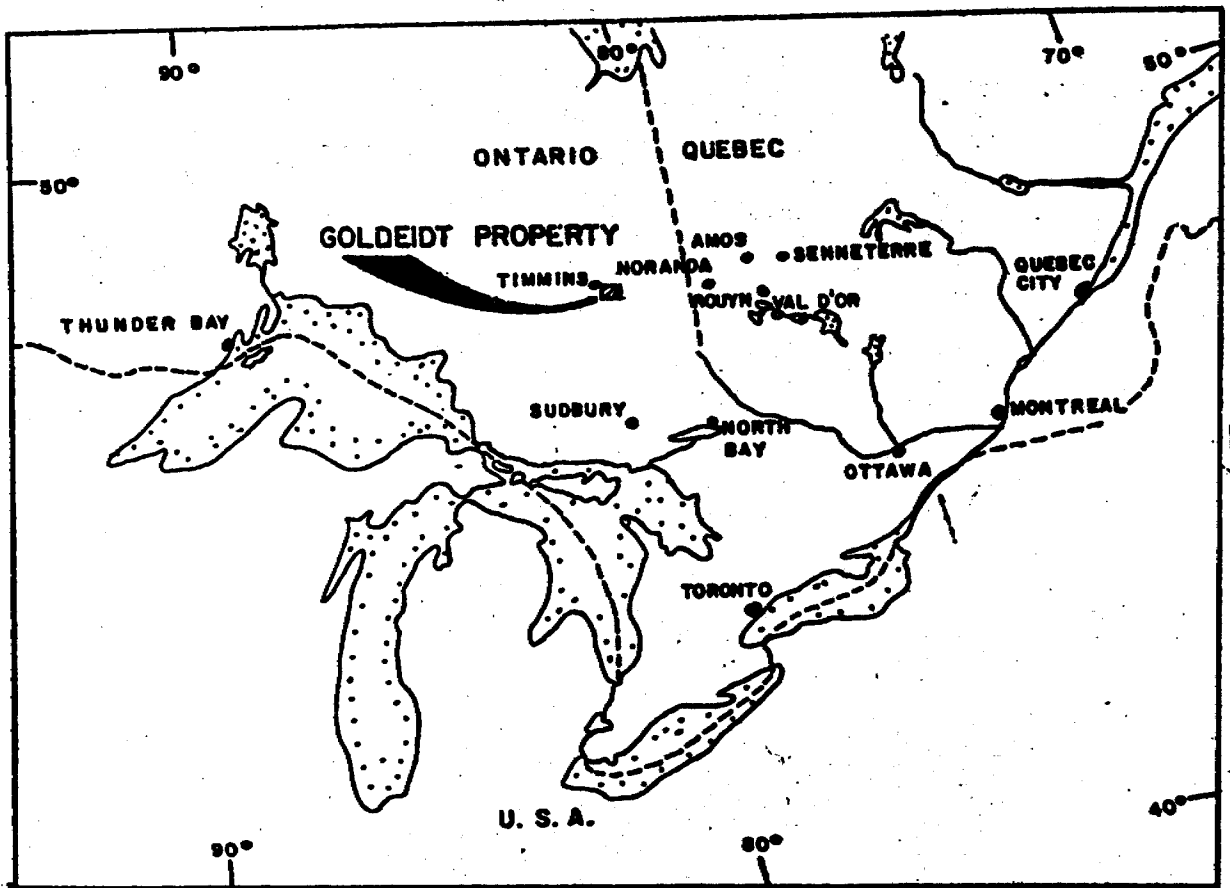 90°
80°
70°
50°
ONTARIO
QUEBEC
50°
GOLDEIDT PROPERTY
AMOS
SENNETERRE
TIMMINS
NORANDA
QUEBEC
CITY
ROUYN
VAL D'OR
THUNDER BAY
SUDBURY
NORTH
BAY
MONTREAL
OTTAWA
TORONTO
U. S. A.
40°
90°
80°